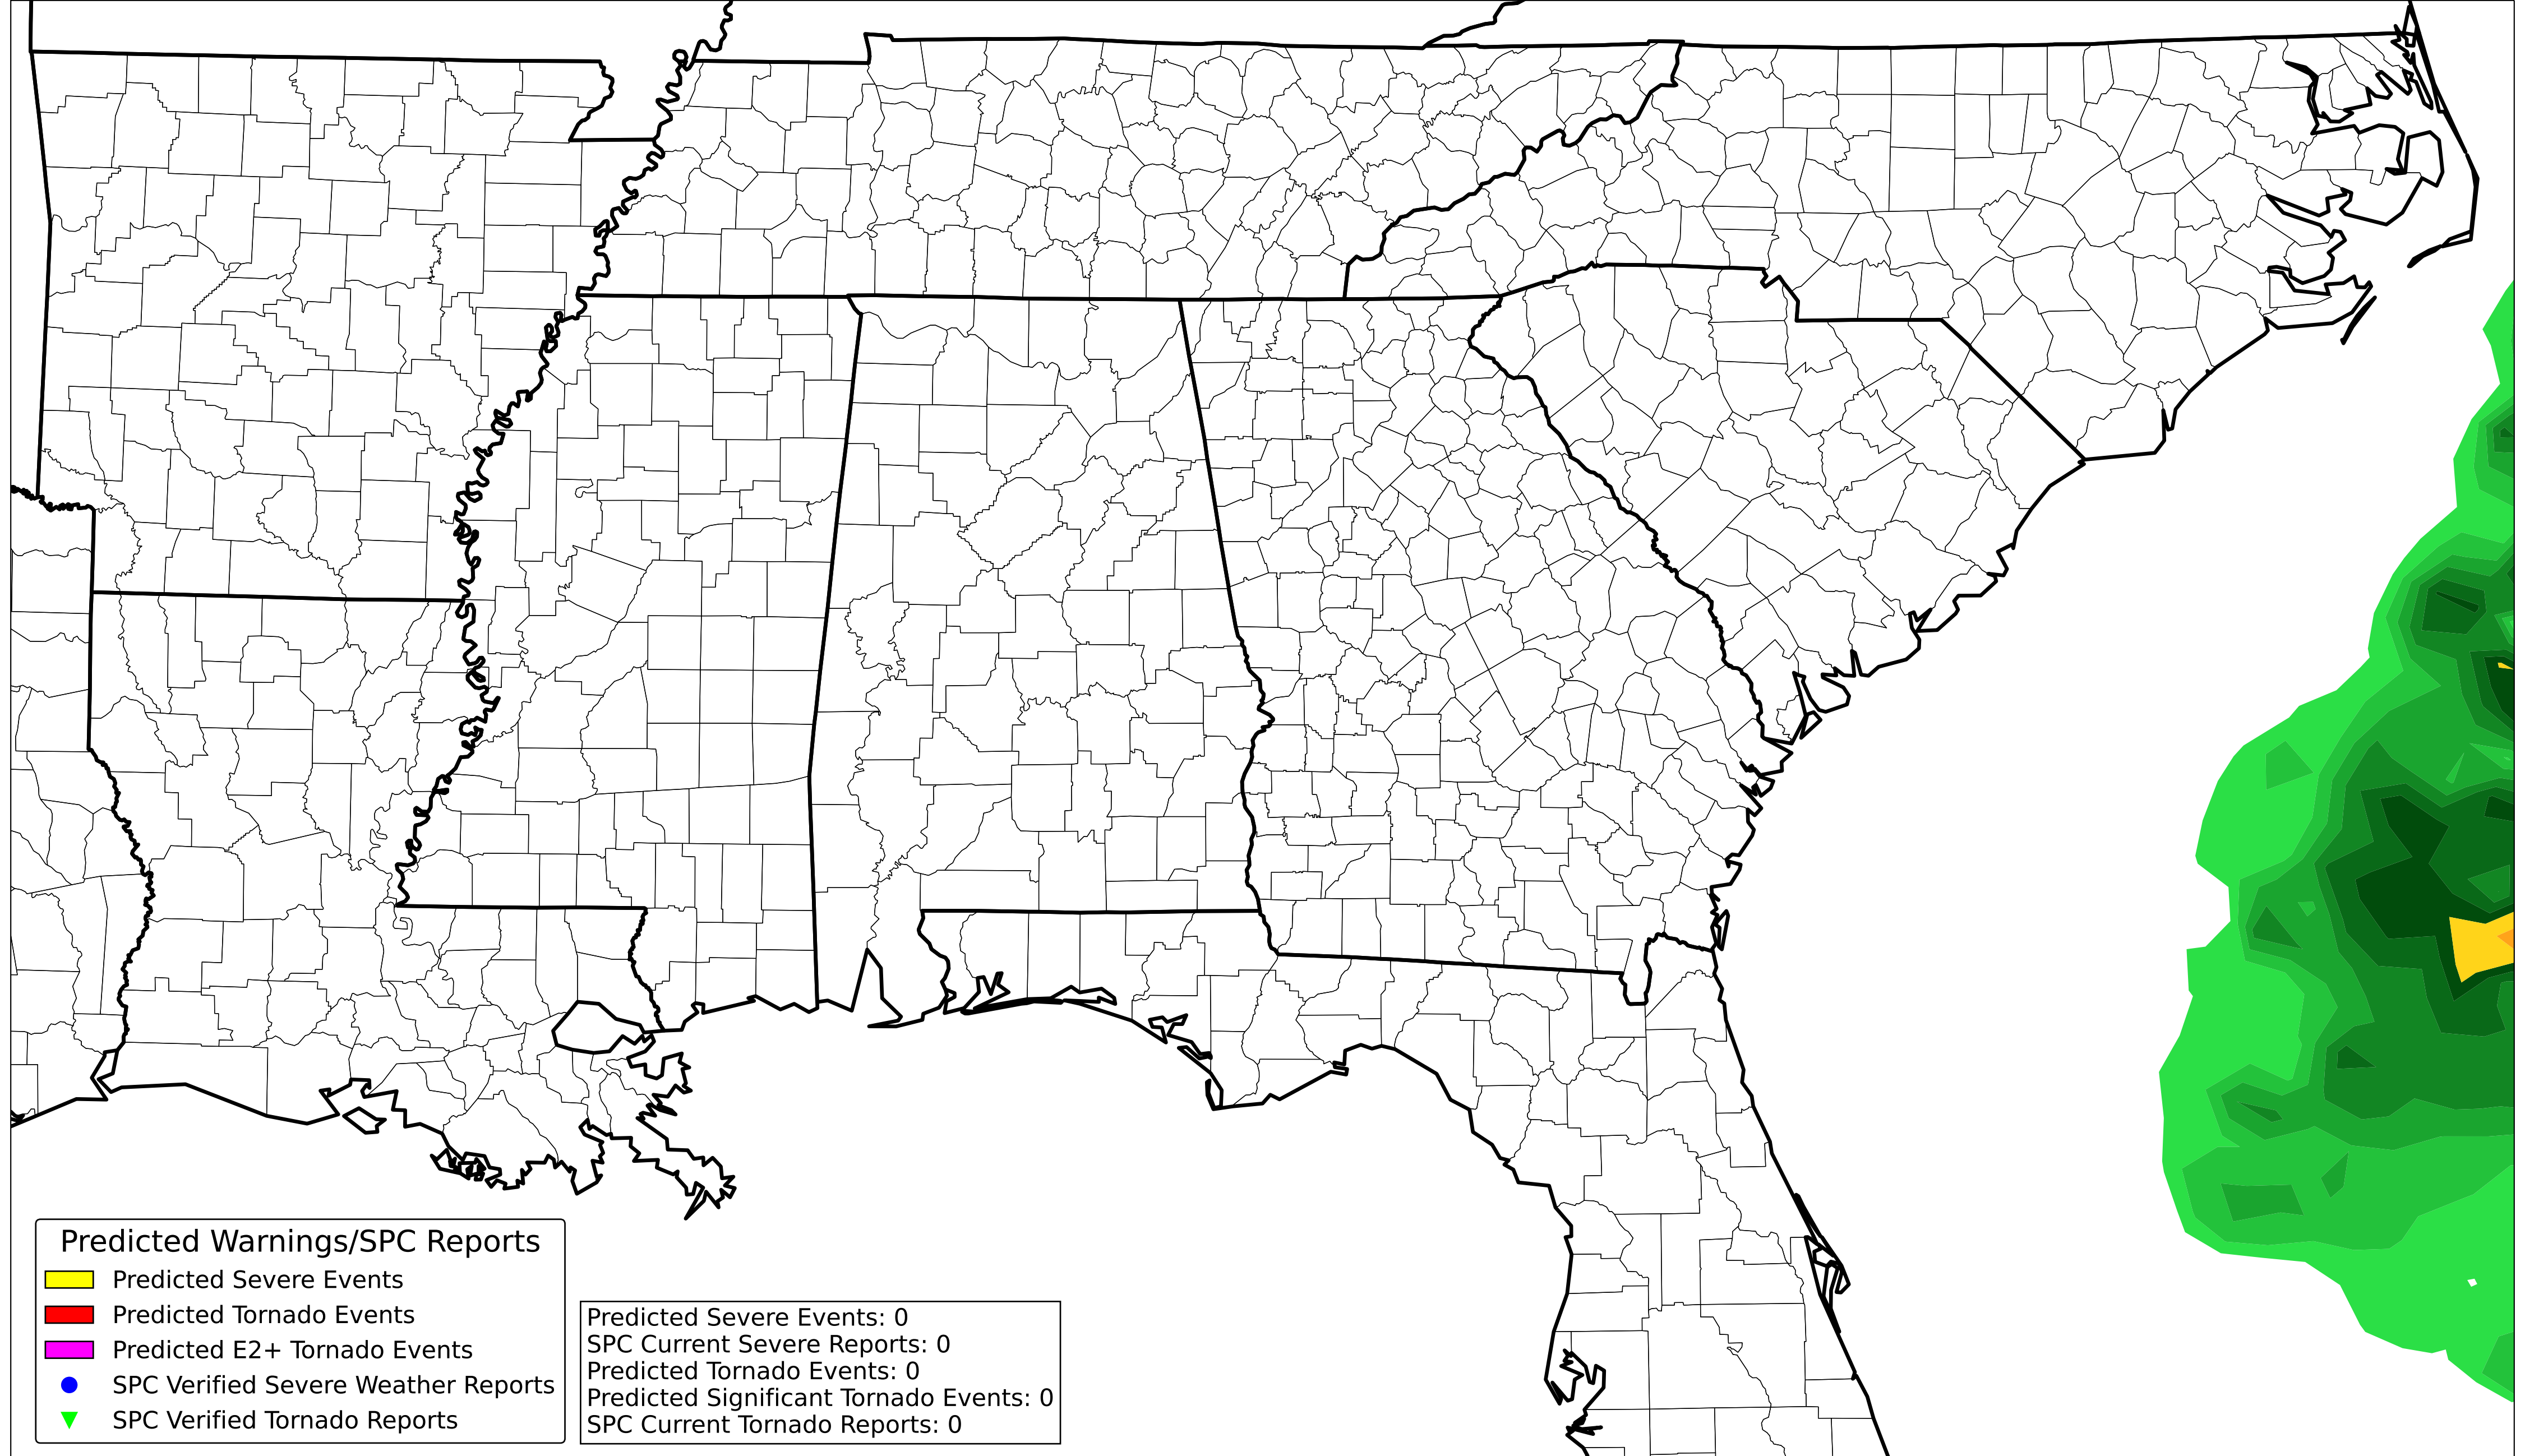 Predicted Warnings/SPC Reports
Predicted Severe Events
Predicted Tornado Events
Predicted E2+ Tornado Events
SPC Verified Severe Weather Reports
SPC Verified Tornado Reports
Predicted Severe Events: 0
SPC Current Severe Reports: 0
Predicted Tornado Events: 0
Predicted Significant Tornado Events: 0
SPC Current Tornado Reports: 0